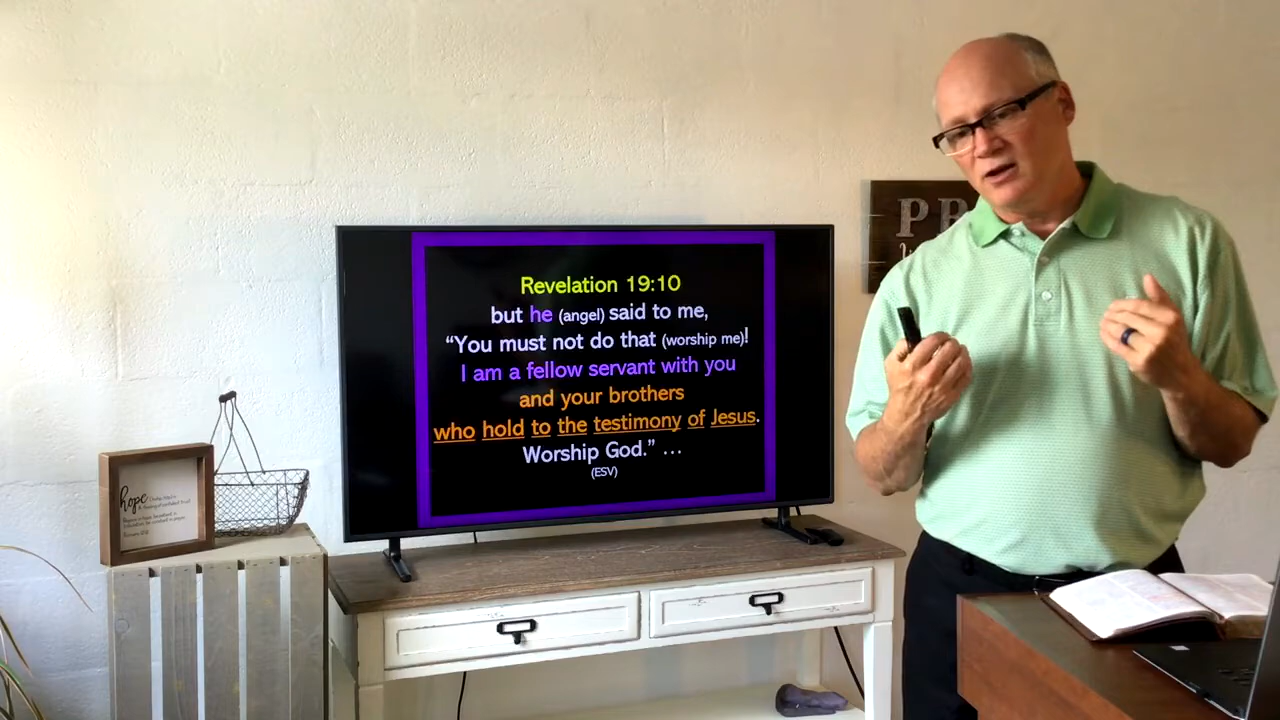 Revelation 19:10
but he (angel) said to me,
“You must not do that (worship me)!
I am a fellow servant with you
and your brothers
who hold to the testimony of Jesus.
Worship God.” …
(ESV)
PR
hope